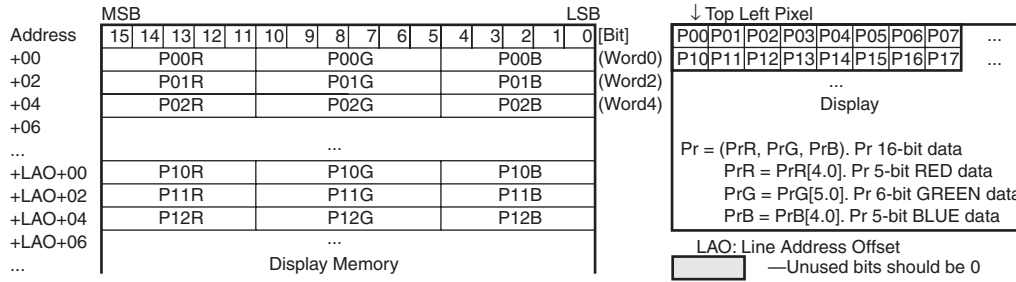 MSB LSB
Address 15 14 13 12 11 10 9 8 7 6 5 4 3 2 1 0 [Bit]
+00 P00R P00G P00B (Word0)
+02 P01R P01G P01B (Word2)
+04 P02R P02G P02B (Word4)
+06
... ...
+LAO+00 P10R P10G P10B
+LAO+02 P11R P11G P11B
+LAO+04 P12R P12G P12B
+LAO+06 ...
... Display Memory
↓Top Left Pixel
P00 P01 P02 P03 P04 P05 P06 P07 ...
P10 P11 P12 P13 P14 P15 P16 P17 ...
...
Display
Pr = (PrR, PrG, PrB). Pr 16-bit data
PrR = PrR[4.0]. Pr 5-bit RED data
PrG = PrG[5.0]. Pr 6-bit GREEN data
PrB = PrB[4.0]. Pr 5-bit BLUE data
LAO: Line Address Offset
—Unused bits should be 0